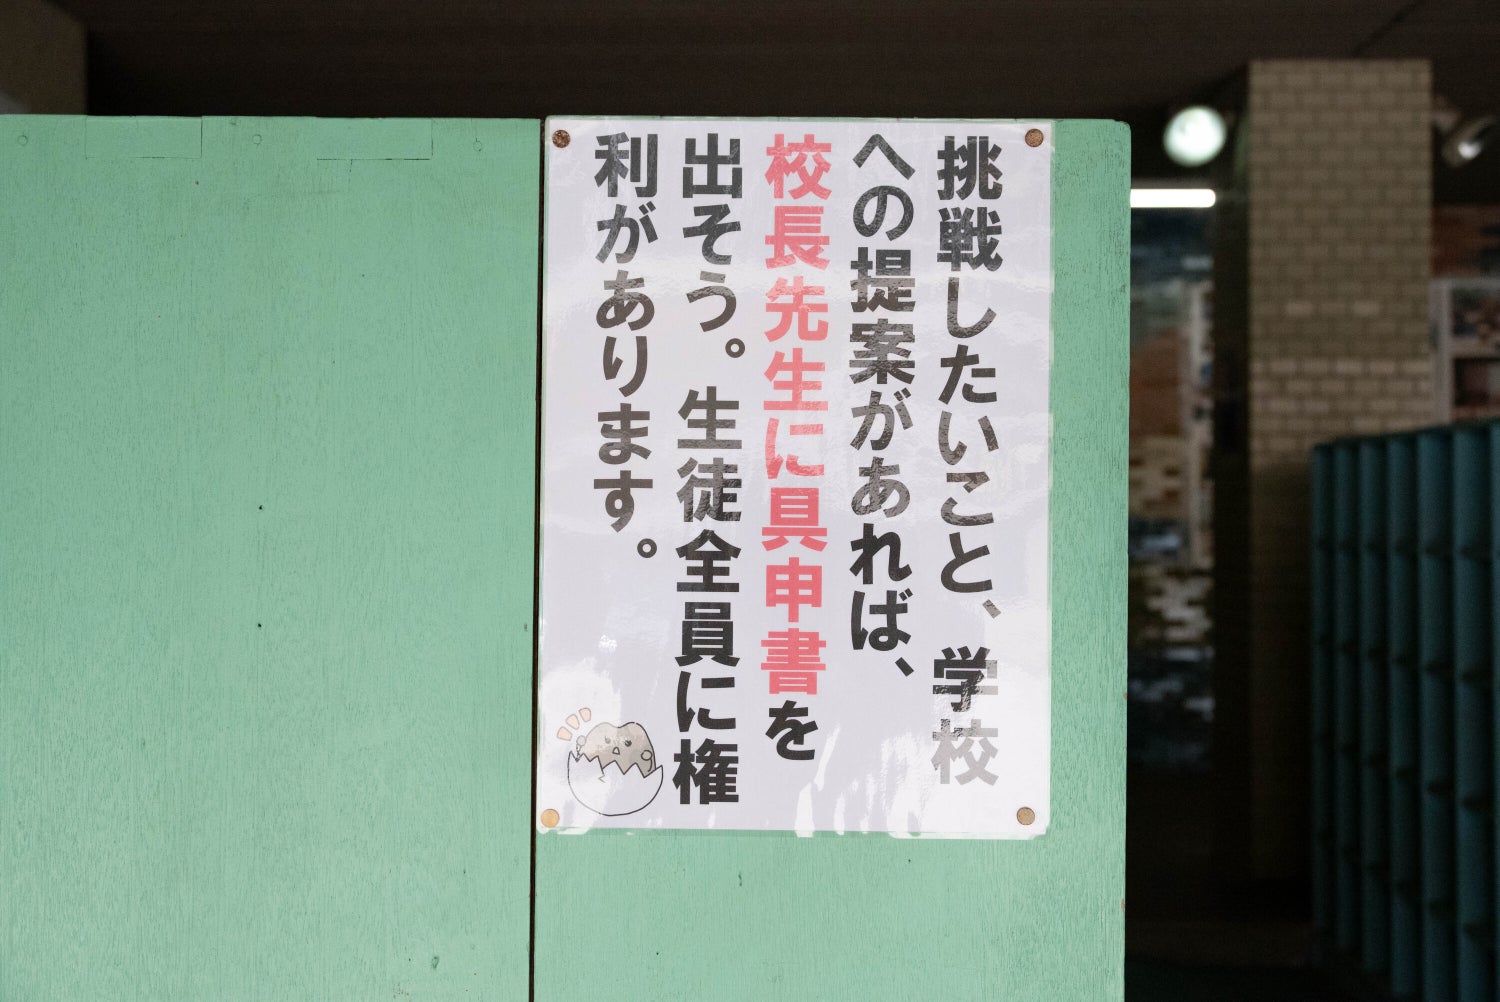 挑戦したいこと、学校
への提案があれば、
校長先生に具申書を
出そう。生徒全員に権
利があります。